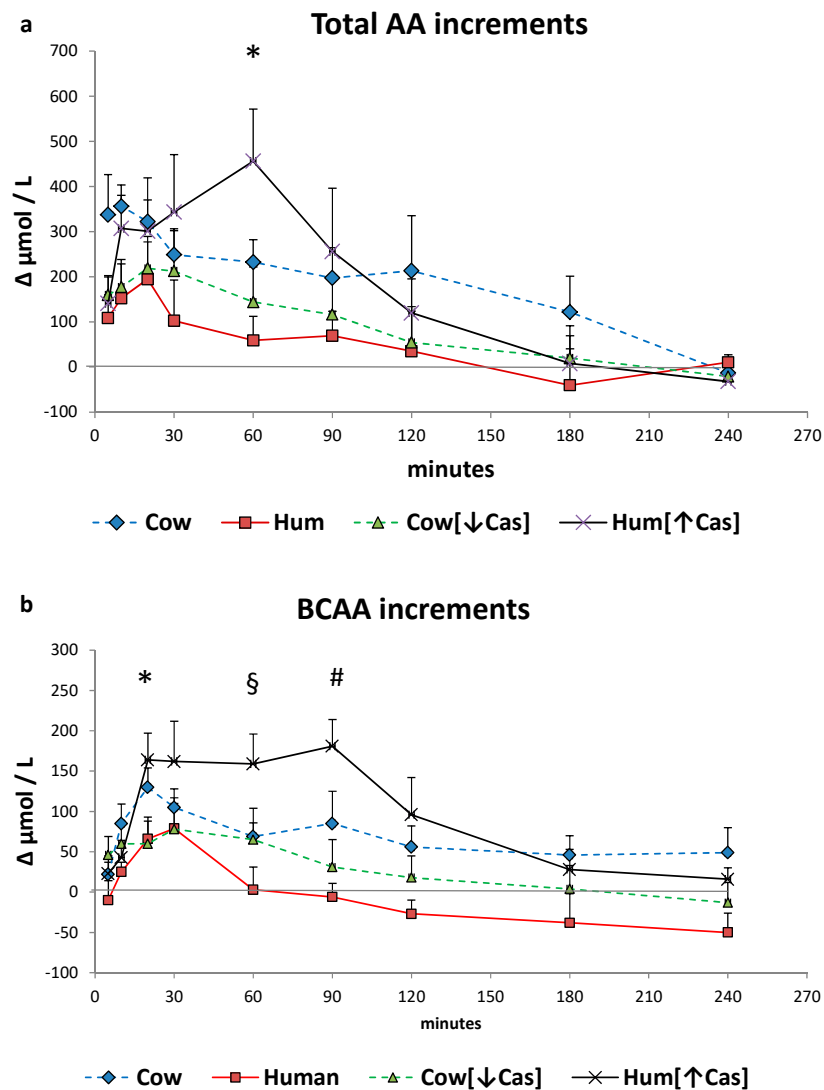 a
Total AA increments
*
700
600
500
400
300
200
100
0
-100
Δ µmol / L
0 30 60 90 120 150 180 210 240 270
minutes
Cow Hum Cow[↓Cas] Hum[↑Cas]
b
BCAA increments
* § #
300
250
200
150
100
50
0
-50
-100
Δ µmol / L
0 30 60 90 120 150 180 210 240 270
minutes
Cow Human Cow[↓Cas] Hum[↑Cas]